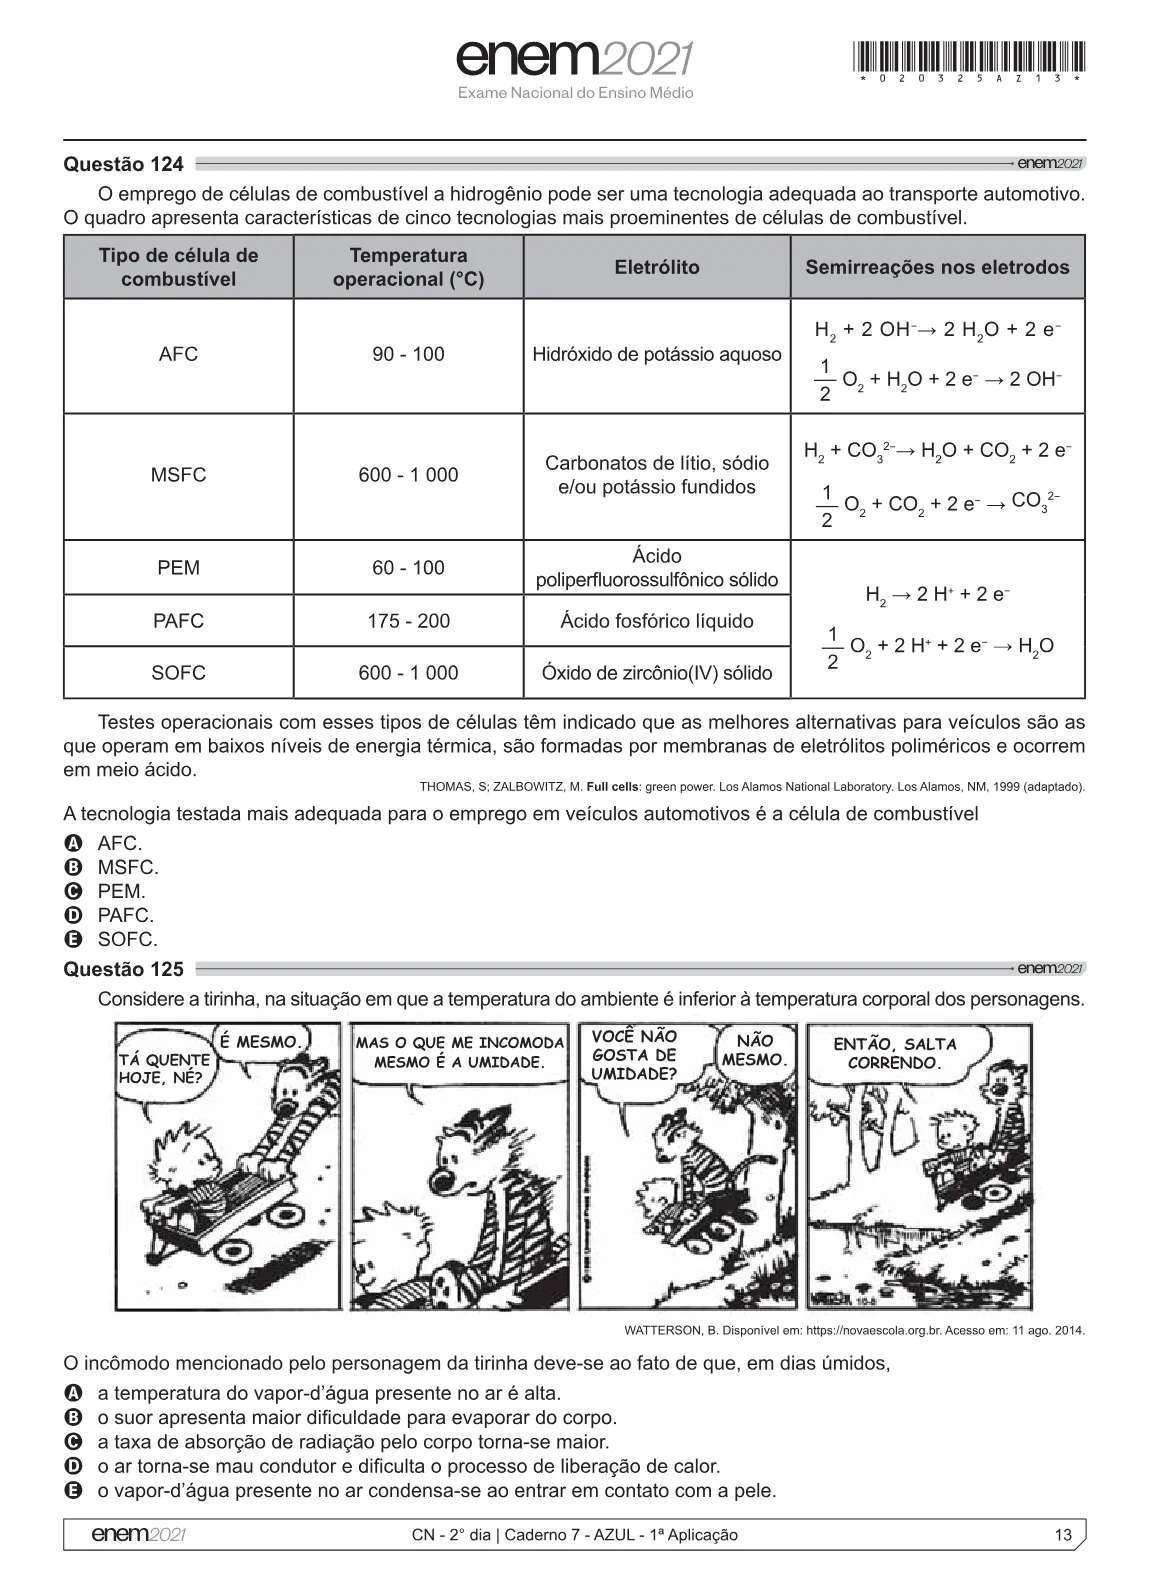 enem2021
Exame Nacional do Ensino Médio
*020325AZ13*
Questão 124
enem2021
O emprego de células de combustível a hidrogênio pode ser uma tecnologia adequada ao transporte automotivo.
O quadro apresenta características de cinco tecnologias mais proeminentes de células de combustível.
Tipo de célula de combustível
Temperatura operacional (°C)
Eletrólito
Semirreações nos eletrodos
AFC
90 - 100
Hidróxido de potássio aquoso
H₂ + 2 OH⁻ → 2 H₂O + 2 e⁻
1/2 O₂ + H₂O + 2 e⁻ → 2 OH⁻
MSFC
600 - 1 000
Carbonatos de lítio, sódio
e/ou potássio fundidos
H₂ + CO₃²⁻ → H₂O + CO₂ + 2 e⁻
1/2 O₂ + CO₂ + 2 e⁻ → CO₃²⁻
PEM
60 - 100
Ácido
poliperfluorossulfônico sólido
H₂ → 2 H⁺ + 2 e⁻
1/2 O₂ + 2 H⁺ + 2 e⁻ → H₂O
PAFC
175 - 200
Ácido fosfórico líquido
SOFC
600 - 1 000
Óxido de zircônio(IV) sólido
Testes operacionais com esses tipos de células têm indicado que as melhores alternativas para veículos são as
que operam em baixos níveis de energia térmica, são formadas por membranas de eletrólitos poliméricos e ocorrem
em meio ácido.
THOMAS, S; ZALBOWITZ, M. Full cells: green power. Los Alamos National Laboratory. Los Alamos, NM, 1999 (adaptado).
A tecnologia testada mais adequada para o emprego em veículos automotivos é a célula de combustível
A AFC.
B MSFC.
C PEM.
D PAFC.
E SOFC.
Questão 125
enem2021
Considere a tirinha, na situação em que a temperatura do ambiente é inferior à temperatura corporal dos personagens.
TÁ QUENTE
HOJE, NÉ?
É MESMO.
MAS O QUE ME INCOMODA
MESMO É A UMIDADE.
VOCÊ NÃO
GOSTA DE
UMIDADE?
NÃO
MESMO.
ENTÃO, SALTA
CORRENDO.
WATTERSON, B. Disponível em: https://novaescola.org.br. Acesso em: 11 ago. 2014.
O incômodo mencionado pelo personagem da tirinha deve-se ao fato de que, em dias úmidos,
A a temperatura do vapor-d’água presente no ar é alta.
B o suor apresenta maior dificuldade para evaporar do corpo.
C a taxa de absorção de radiação pelo corpo torna-se maior.
D o ar torna-se mau condutor e dificulta o processo de liberação de calor.
E o vapor-d’água presente no ar condensa-se ao entrar em contato com a pele.
enem2021
CN - 2° dia | Caderno 7 - AZUL - 1ª Aplicação
13